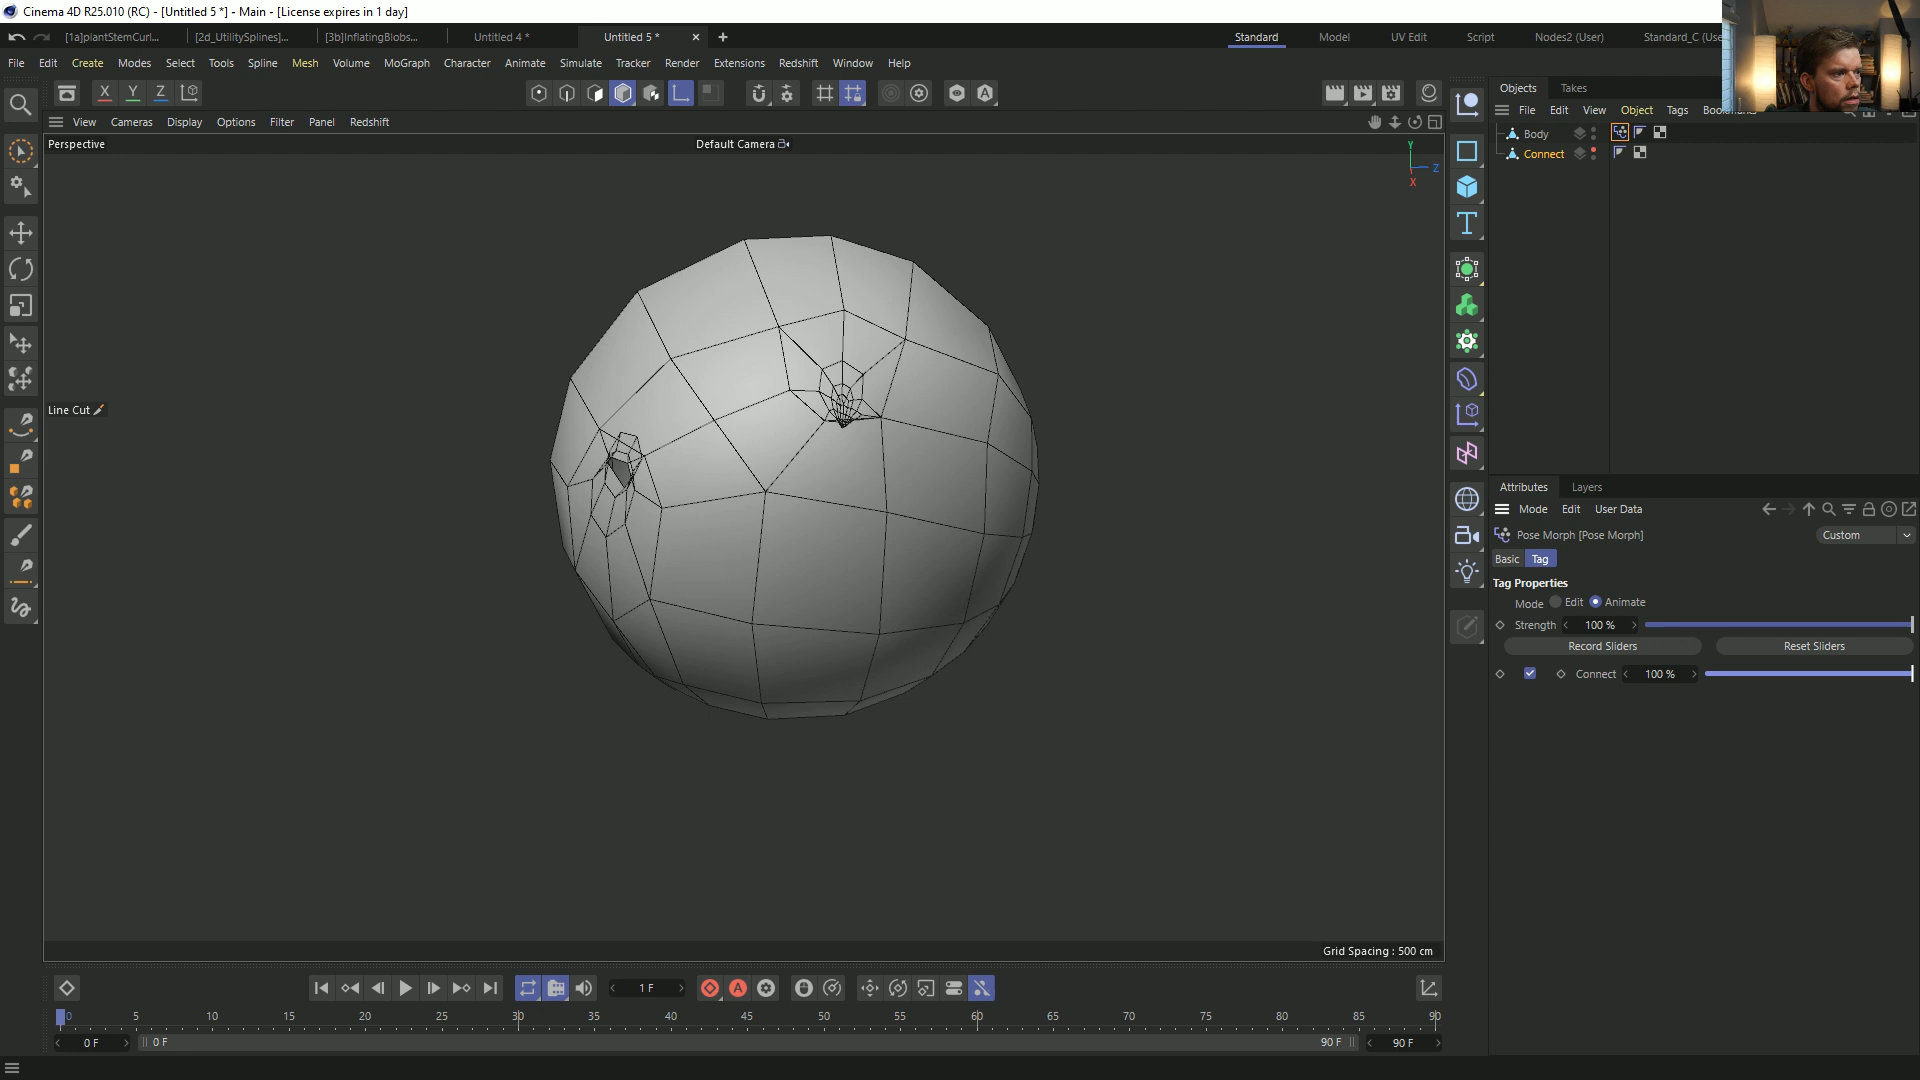 Cinema 4D R25.010 (RC) - [Untitled 5 *] - Main - [License expires in 1 day]
[1a]plantStemCurl... [2d_UtilitySplines]... [3b]InflatingBlobs... Untitled 4 * Untitled 5 * Standard Model UV Edit Script Nodes2 (User) Standard_C (Use
File Edit Create Modes Select Tools Spline Mesh Volume MoGraph Character Animate Simulate Tracker Render Extensions Redshift Window Help
X Y Z
Objects Takes
View Cameras Display Options Filter Panel Redshift
File Edit View Object Tags
Perspective Default Camera
Body
Connect
Y
Z
X
Line Cut
Attributes Layers
Mode Edit User Data
Pose Morph [Pose Morph] Custom
Basic Tag
Tag Properties
Mode Edit Animate
Strength 100 %
Record Sliders Reset Sliders
Connect 100 %
Grid Spacing : 500 cm
1 F
0 5 10 15 20 25 30 35 40 45 50 55 60 65 70 75 80 85 90
0 F 0 F 90 F 90 F